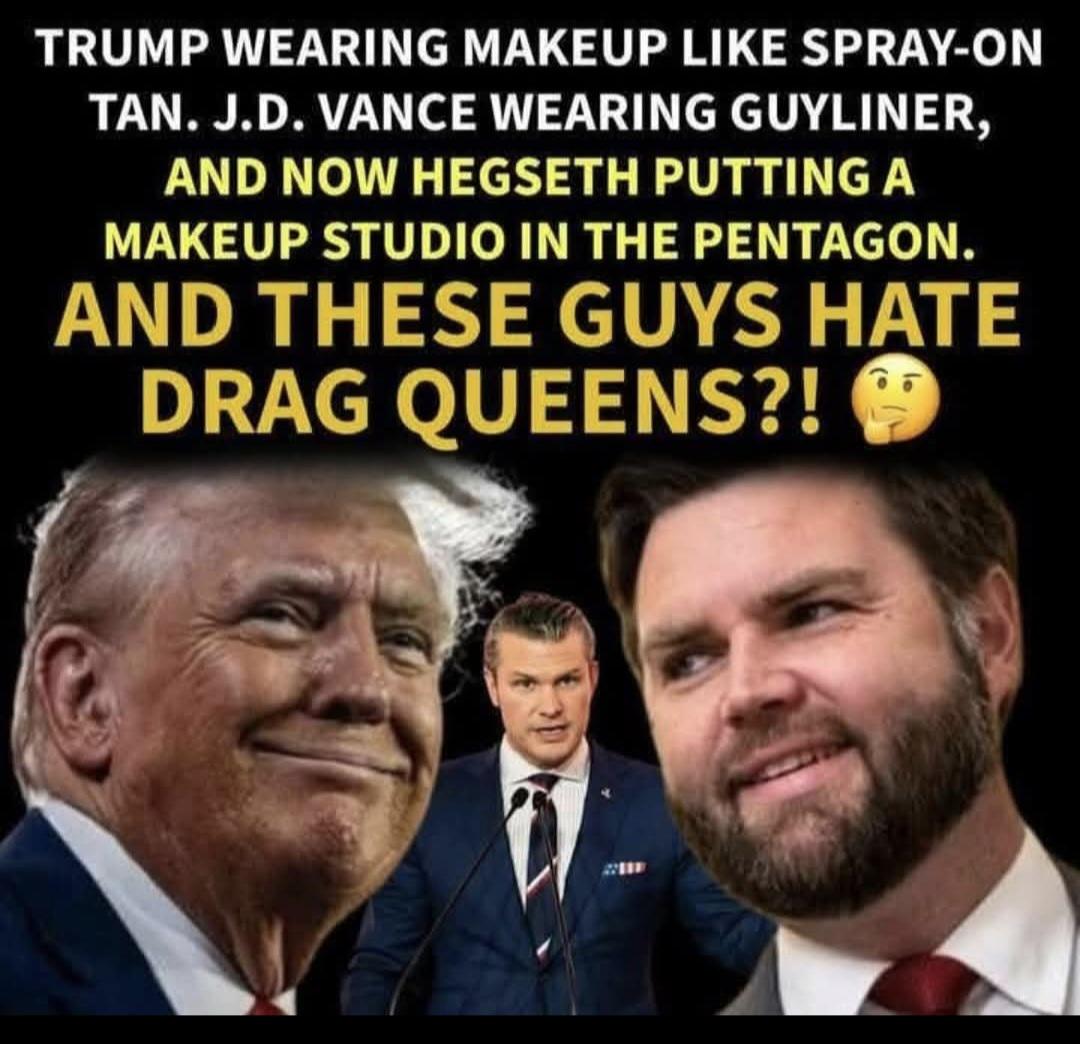 TRUMP WEARING MAKEUP LIKE SPRAY-ON
TAN. J.D. VANCE WEARING GUYLINER,
AND NOW HEGSETH PUTTING A
MAKEUP STUDIO IN THE PENTAGON.
AND THESE GUYS HATE
DRAG QUEENS?! 🤔